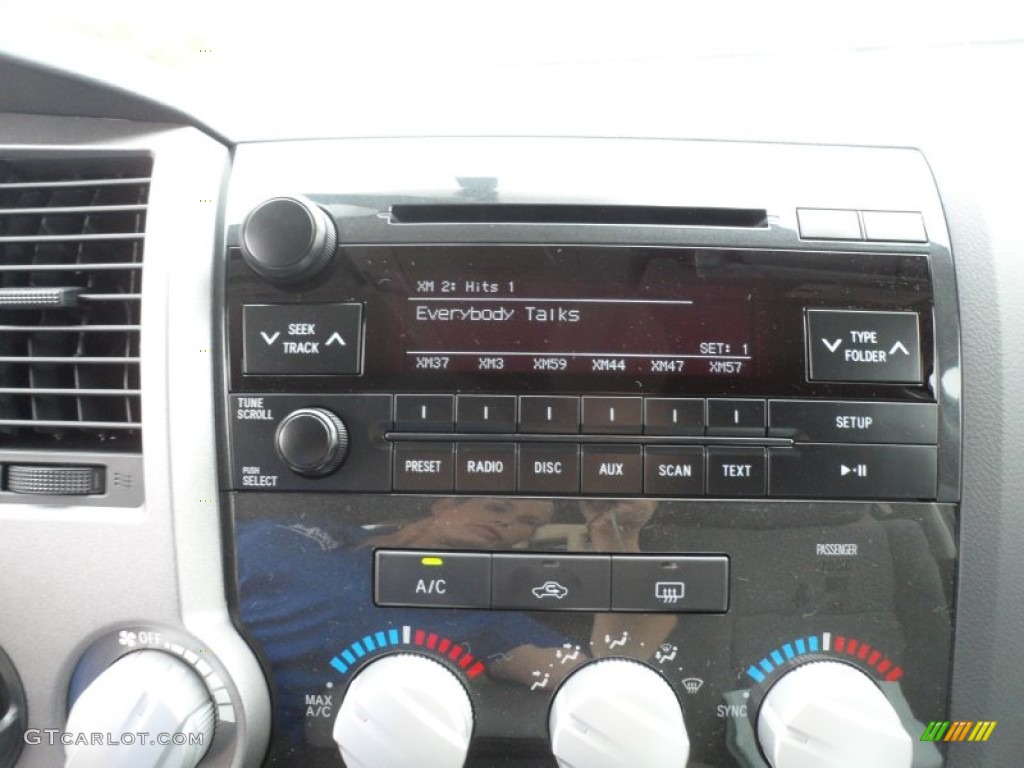 XM 2: Hits 1
Everybody Talks
SET: 1
XM37 XM3 XM59 XM44 XM47 XM57
SEEK
TRACK
TYPE
FOLDER
TUNE
SCROLL
PUSH
SELECT
SETUP
PRESET RADIO DISC AUX SCAN TEXT
PASSENGER
A/C
OFF
MAX
A/C
SYNC
GTCARLOT.COM